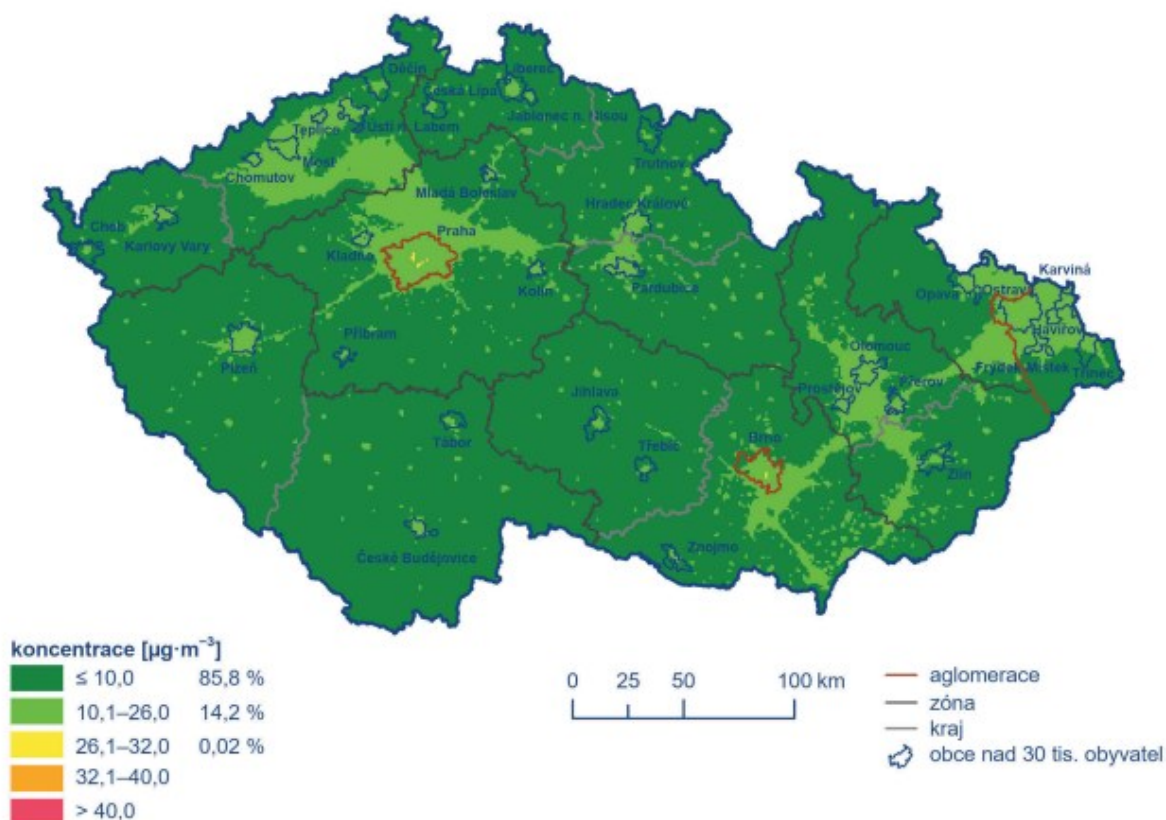 Děčín
Liberec
Česká Lípa
Jablonec n. Nisou
Teplice
Ústí n. Labem
Most
Chomutov
Trutnov
Mladá Boleslav
Hradec Králové
Cheb
Karlovy Vary
Praha
Kladno
Kolín
Pardubice
Karviná
Opava
Ostrava
Havířov
Příbram
Plzeň
Olomouc
Frýdek-Místek
Třinec
Prostějov
Přerov
Jihlava
Tábor
Třebíč
Brno
Zlín
České Budějovice
Znojmo
koncentrace [µg·m⁻³]
≤ 10,0 85,8 %
10,1–26,0 14,2 %
26,1–32,0 0,02 %
32,1–40,0
> 40,0
0 25 50 100 km
aglomerace
zóna
kraj
obce nad 30 tis. obyvatel